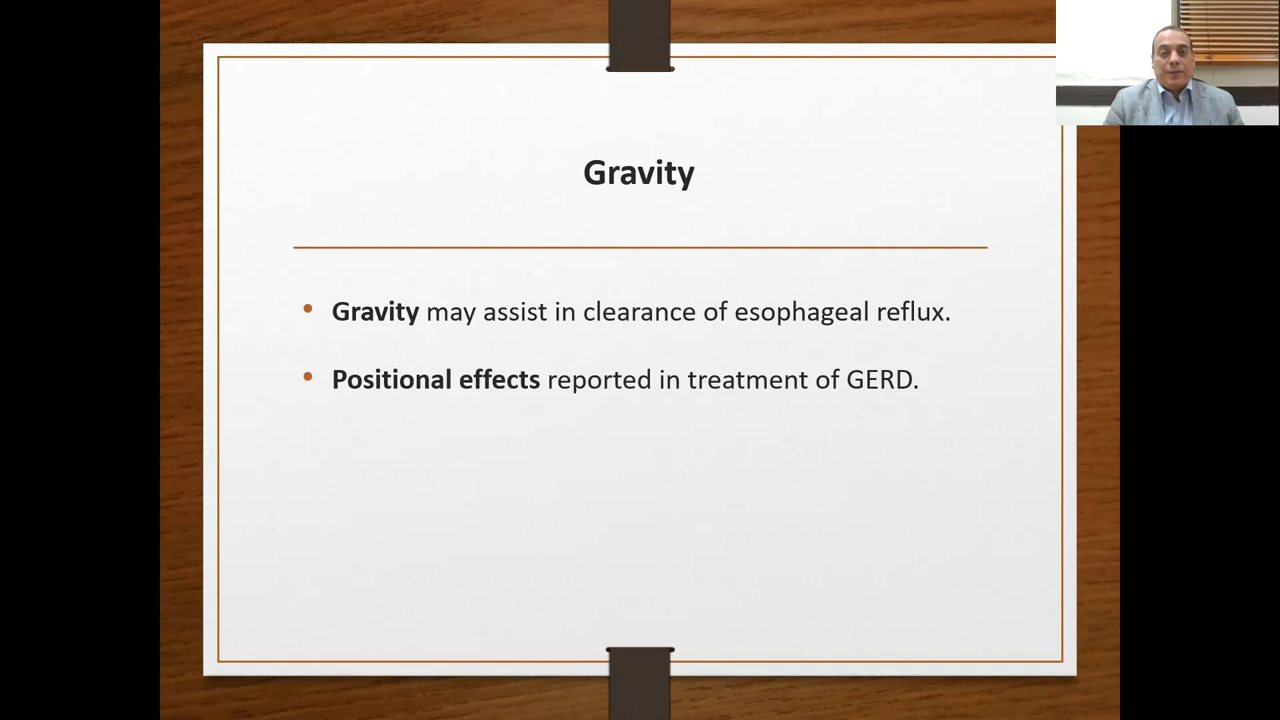 Gravity
• Gravity may assist in clearance of esophageal reflux.
• Positional effects reported in treatment of GERD.